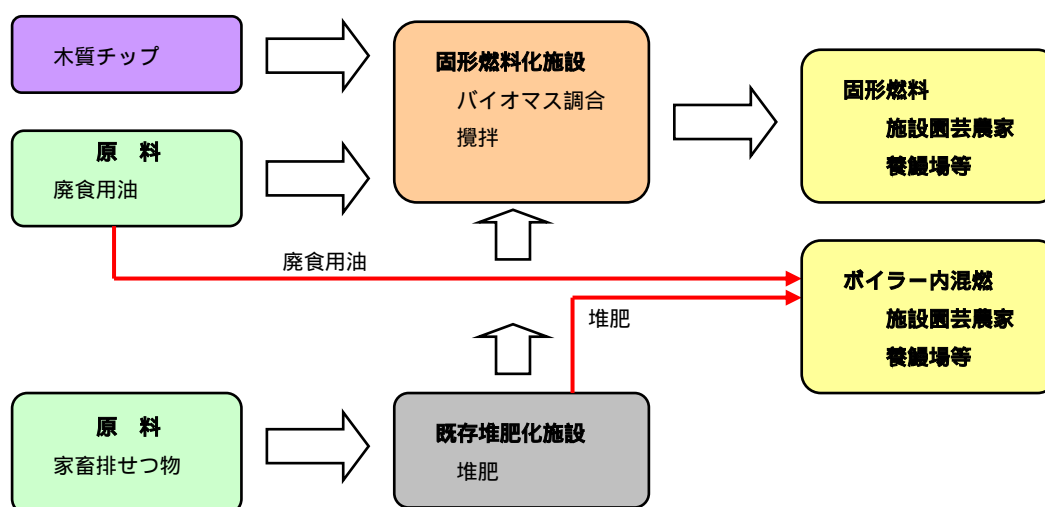 木質チップ
原　料
廃食用油
固形燃料化施設
バイオマス調合
攪拌
固形燃料
施設園芸農家
養鰻場等
廃食用油
堆肥
ボイラー内混燃
施設園芸農家
養鰻場等
原　料
家畜排せつ物
既存堆肥化施設
堆肥